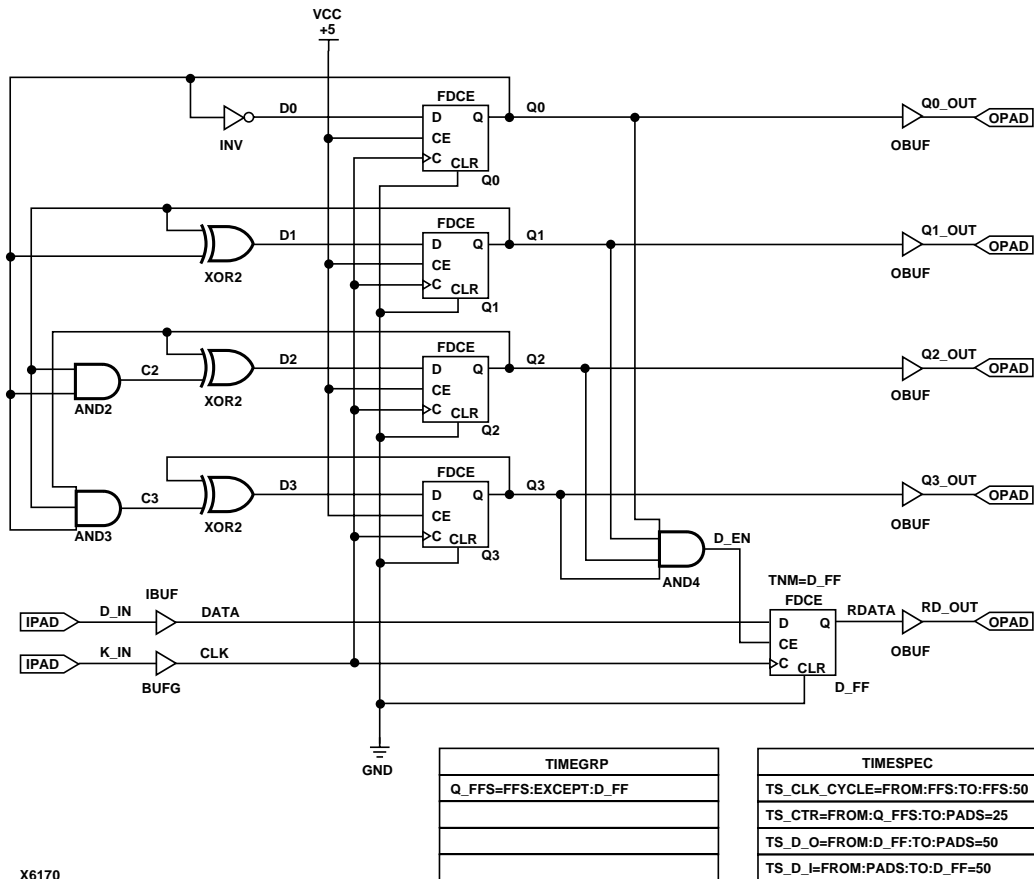 VCC
+5
FDCE
D0
Q0
Q0_OUT
D
Q
OPAD
CE
INV
OBUF
C
CLR
Q0
FDCE
D1
Q1
Q1_OUT
D
Q
OPAD
CE
XOR2
OBUF
C
CLR
Q1
FDCE
D2
Q2
Q2_OUT
C2
D
Q
OPAD
CE
XOR2
OBUF
AND2
C
CLR
Q2
FDCE
D3
Q3
Q3_OUT
C3
D
Q
OPAD
CE
XOR2
OBUF
AND3
C
CLR
Q3
D_EN
AND4
TNM=D_FF
IBUF
FDCE
D_IN
DATA
RDATA
RD_OUT
IPAD
D
Q
OPAD
CE
OBUF
K_IN
CLK
IPAD
C
CLR
BUFG
D_FF
GND
TIMEGRP
Q_FFS=FFS:EXCEPT:D_FF
TIMESPEC
TS_CLK_CYCLE=FROM:FFS:TO:FFS:50
TS_CTR=FROM:Q_FFS:TO:PADS=25
TS_D_O=FROM:D_FF:TO:PADS=50
TS_D_I=FROM:PADS:TO:D_FF=50
X6170